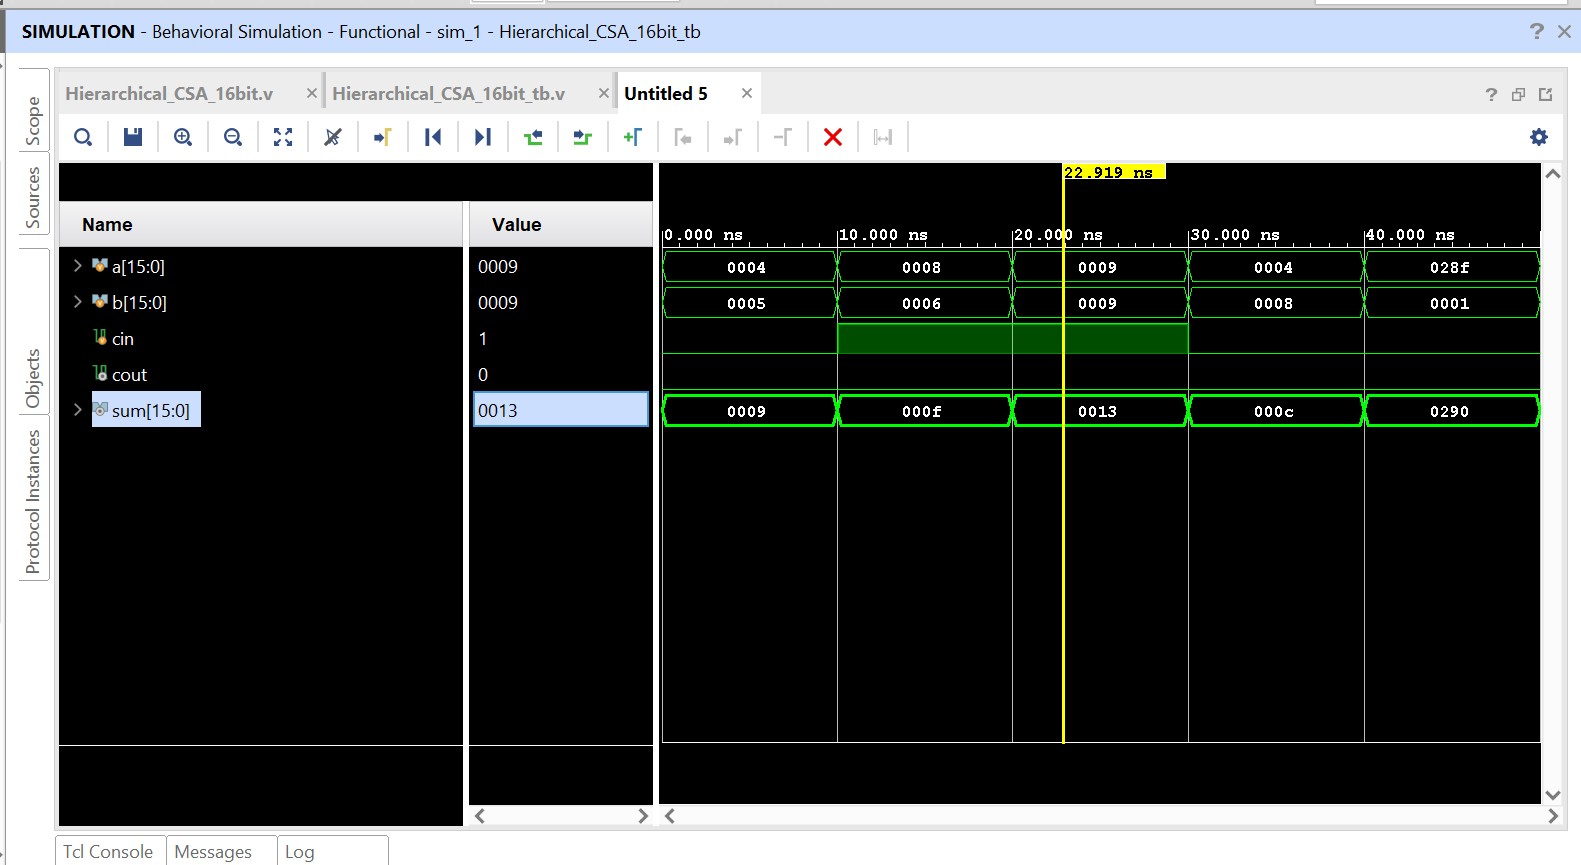 SIMULATION - Behavioral Simulation - Functional - sim_1 - Hierarchical_CSA_16bit_tb
Scope
Sources
Objects
Protocol Instances
Hierarchical_CSA_16bit.v
Hierarchical_CSA_16bit_tb.v
Untitled 5
22.919 ns
Name Value
0.000 ns 10.000 ns 20.000 ns 30.000 ns 40.000 ns
a[15:0] 0009 0004 0008 0009 0004 028f
b[15:0] 0009 0005 0006 0009 0008 0001
cin 1
cout 0
sum[15:0] 0013 0009 000f 0013 000c 0290
Tcl Console Messages Log